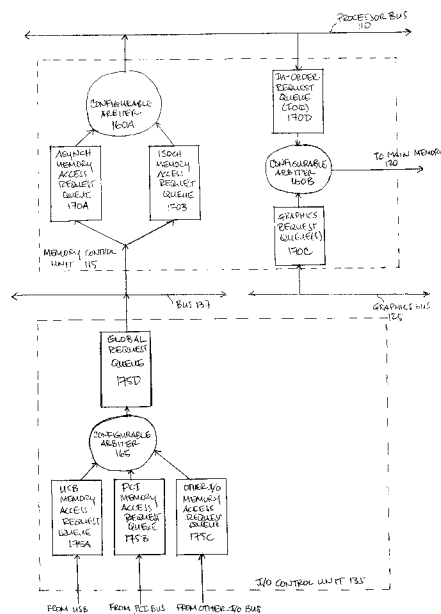 PROCESSOR BUS
110
CONFIGURABLE
ARBITER
160A
IN-ORDER
REQUEST
QUEUE
(IOQ)
170D
ASYNCH
MEMORY
ACCESS
REQUEST
QUEUE
170A
ISOCH
MEMORY
ACCESS
REQUEST
QUEUE
170B
CONFIGURABLE
ARBITER
160B
TO MAIN MEMORY
120
GRAPHICS
REQUEST
QUEUE(S)
170C
MEMORY CONTROL
UNIT 115
BUS 137
GRAPHICS BUS
125
GLOBAL
REQUEST
QUEUE
175D
CONFIGURABLE
ARBITER
165
USB
MEMORY
ACCESS
REQUEST
QUEUE
175A
PCI
MEMORY
ACCESS
REQUEST
QUEUE
175B
OTHER I/O
MEMORY
ACCESS
REQUEST
QUEUE
175C
I/O CONTROL UNIT 135
FROM USB
FROM PCI BUS
FROM OTHER I/O BUS